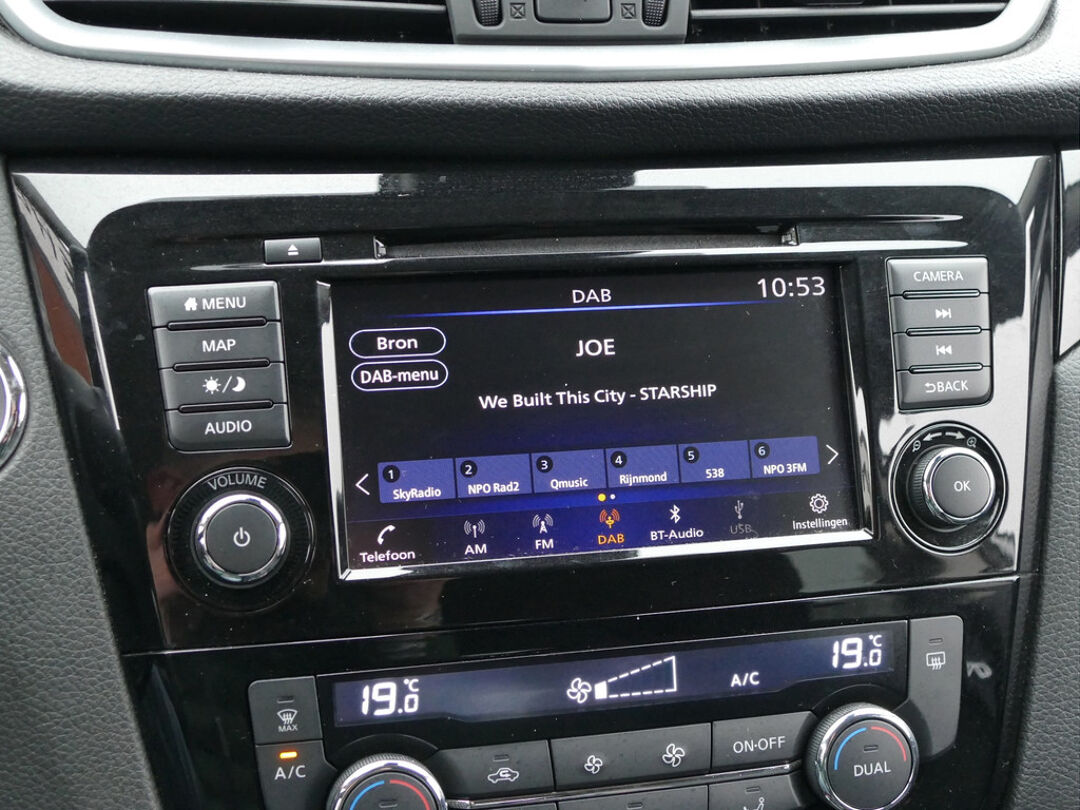 MENU
MAP
AUDIO
VOLUME
DAB 10:53
Bron
DAB-menu
JOE
We Built This City - STARSHIP
1 SkyRadio
2 NPO Rad2
3 Qmusic
4 Rijnmond
5 538
6 NPO 3FM
Telefoon
AM
FM
DAB
BT-Audio
USB
Instellingen
CAMERA
BACK
OK
19.0°C
A/C
19.0°C
MAX
A/C
ON·OFF
DUAL